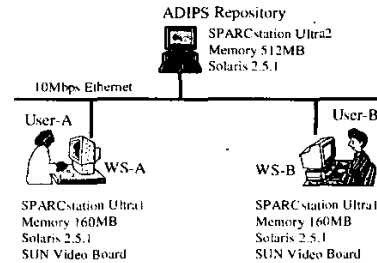 ADIPS Repository
SPARCstation Ultra2
Memory 512MB
Solaris 2.5.1
10Mbps Ethernet
User-A
WS-A
SPARCstation Ultra1
Memory 160MB
Solaris 2.5.1
SUN Video Board
User-B
WS-B
SPARCstation Ultra1
Memory 160MB
Solaris 2.5.1
SUN Video Board